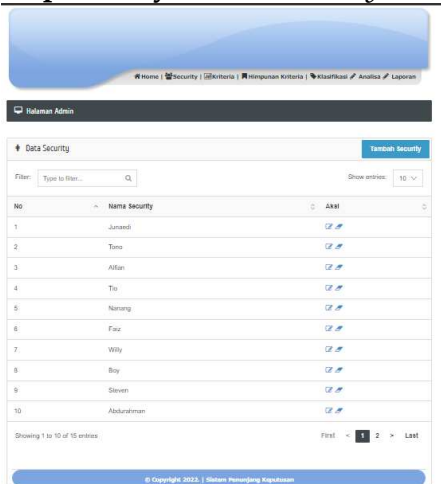 Home | Security | Kriteria | Himpunan Kriteria | Klasifikasi Analisa Laporan
Halaman Admin
Data Security
Tambah Security
Filter: Type to filter... Show entries: 10
No Nama Security Aksi
1 Junaedi
2 Tono
3 Alfian
4 Tio
5 Nanang
6 Faiz
7 Willy
8 Boy
9 Steven
10 Abdurahman
Showing 1 to 10 of 15 entries First < 1 2 > Last
© Copyright 2022. | Sistem Penunjang Keputusan